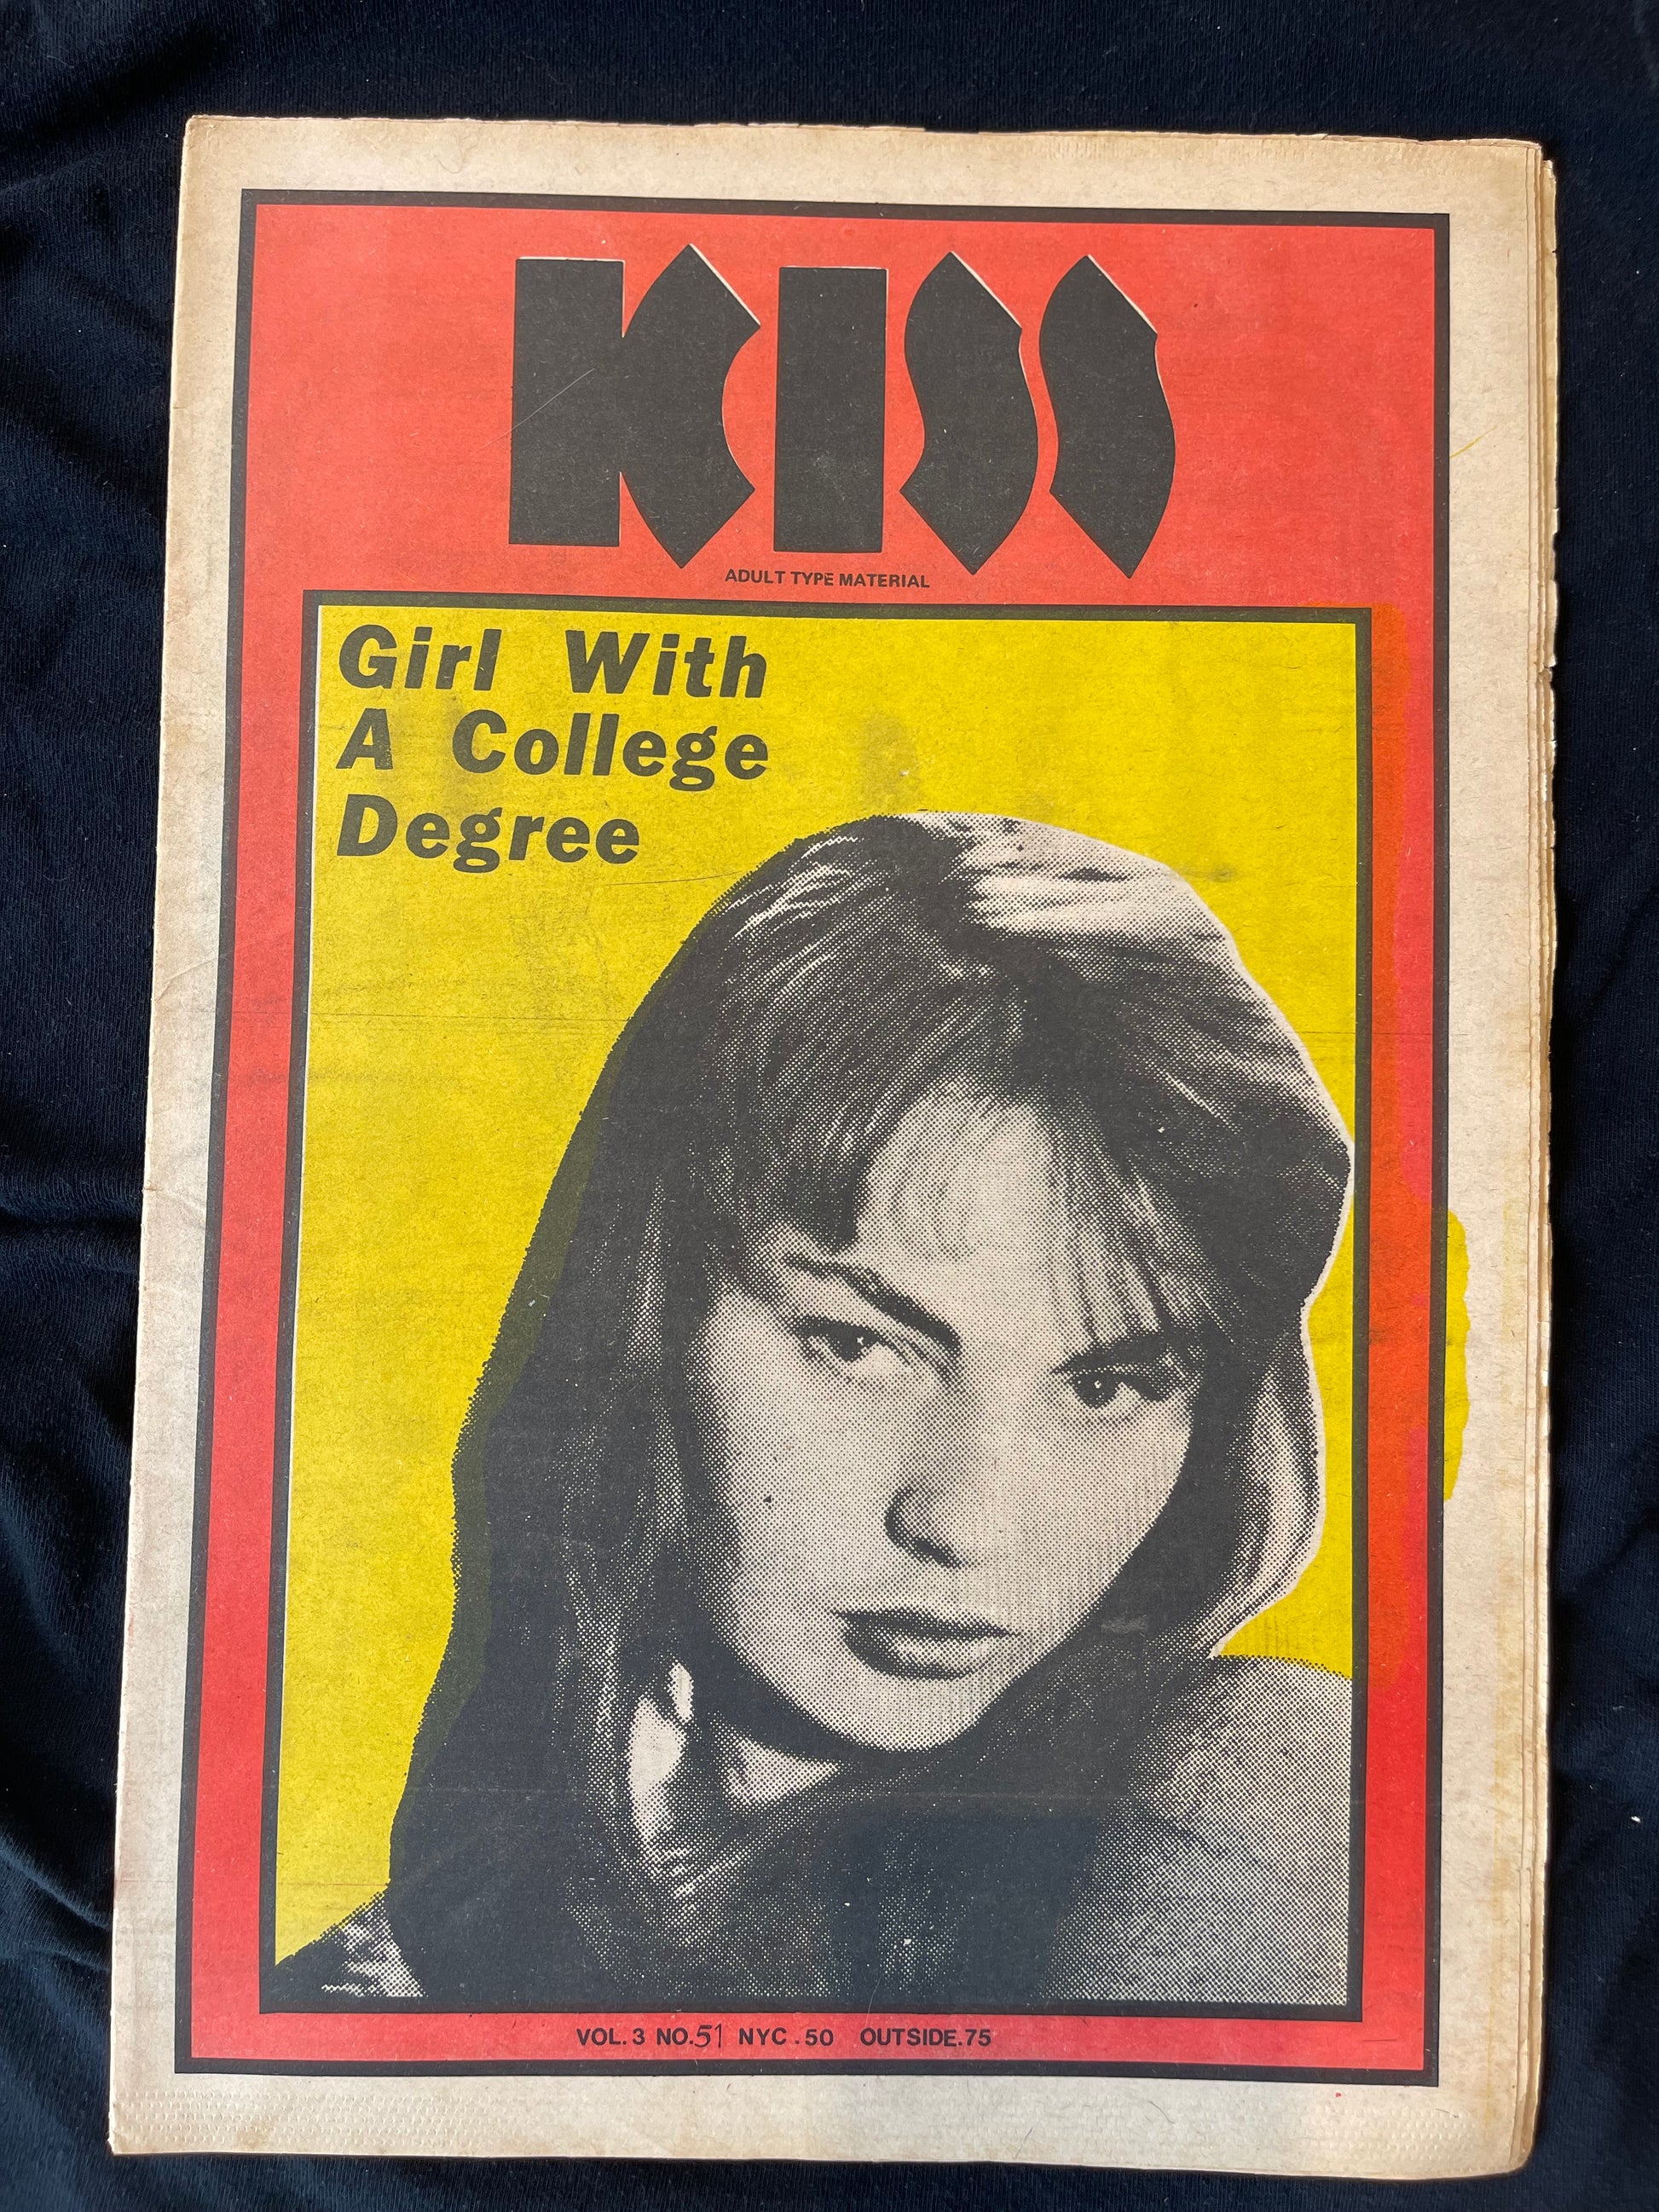 KISS
ADULT TYPE MATERIAL
Girl With
A College
Degree
VOL. 3 NO. 51 NYC .50 OUTSIDE .75